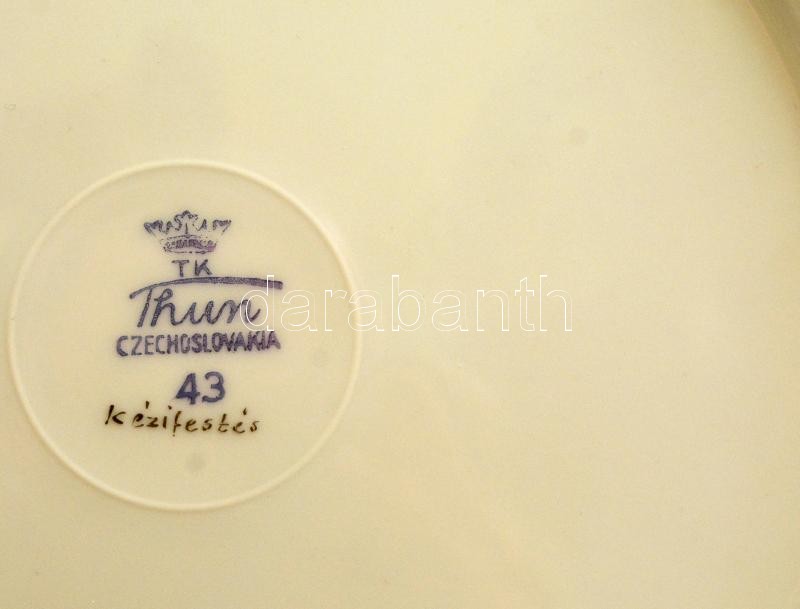 TK
Thun
CZECHOSLOVAKIA
43
Kézifestés
darabanth